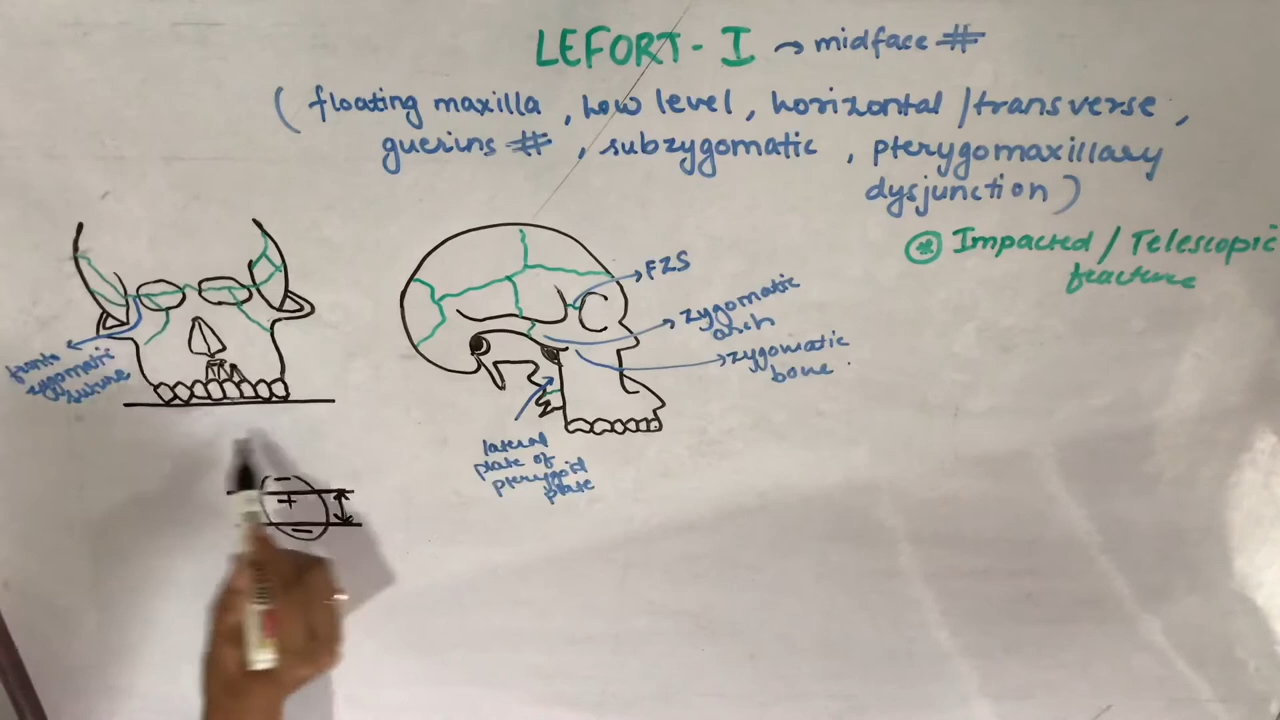 LEFORT - I → midface #
( floating maxilla , low level, horizontal / transverse ,
guerins # , subzygomatic , pterygomaxillary
dysjunction )
⊛ Impacted / Telescopic
fracture
FZS
zygomatic
arch
zygomatic
bone
fronto
zygomatic
suture
lateral
plate of
pterygoid
plate
-
+
-